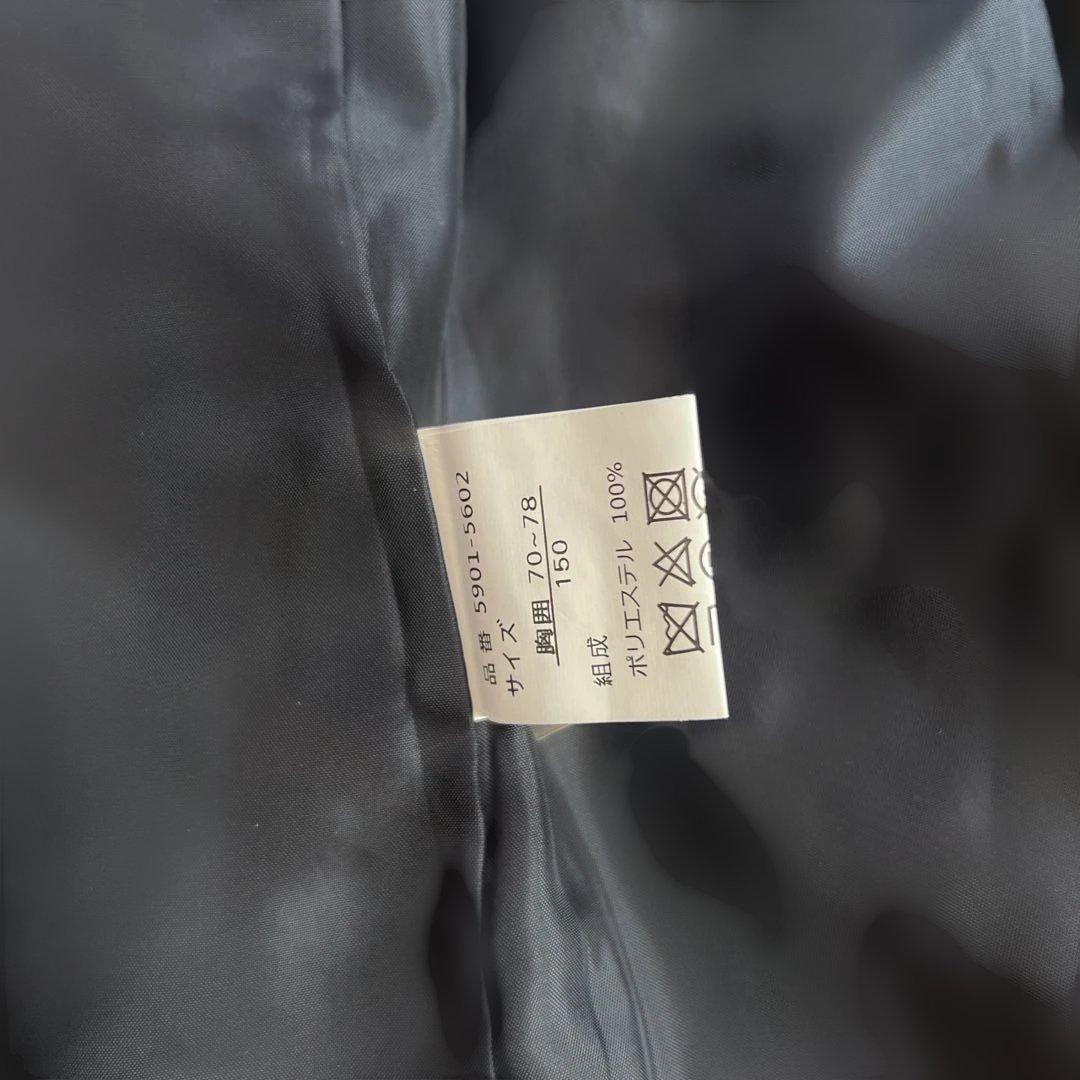 品番 5901-5602
サイズ
胸囲 70~78
150
組成
ポリエステル 100%